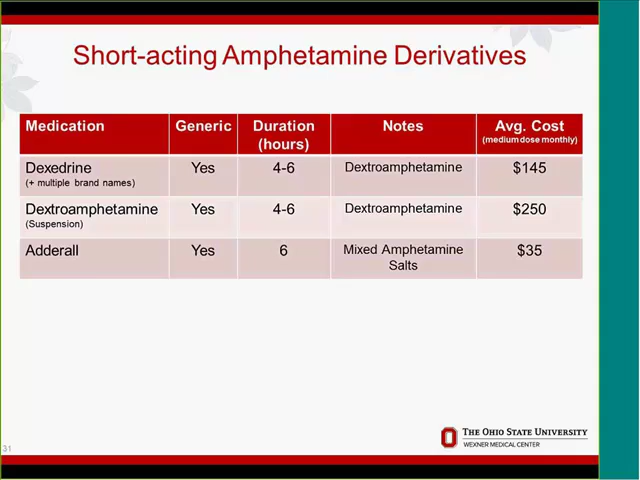 Short-acting Amphetamine Derivatives
Medication Generic Duration (hours) Notes Avg. Cost (medium dose monthly)
Dexedrine (+ multiple brand names) Yes 4-6 Dextroamphetamine $145
Dextroamphetamine (Suspension) Yes 4-6 Dextroamphetamine $250
Adderall Yes 6 Mixed Amphetamine Salts $35
THE OHIO STATE UNIVERSITY
WEXNER MEDICAL CENTER
31